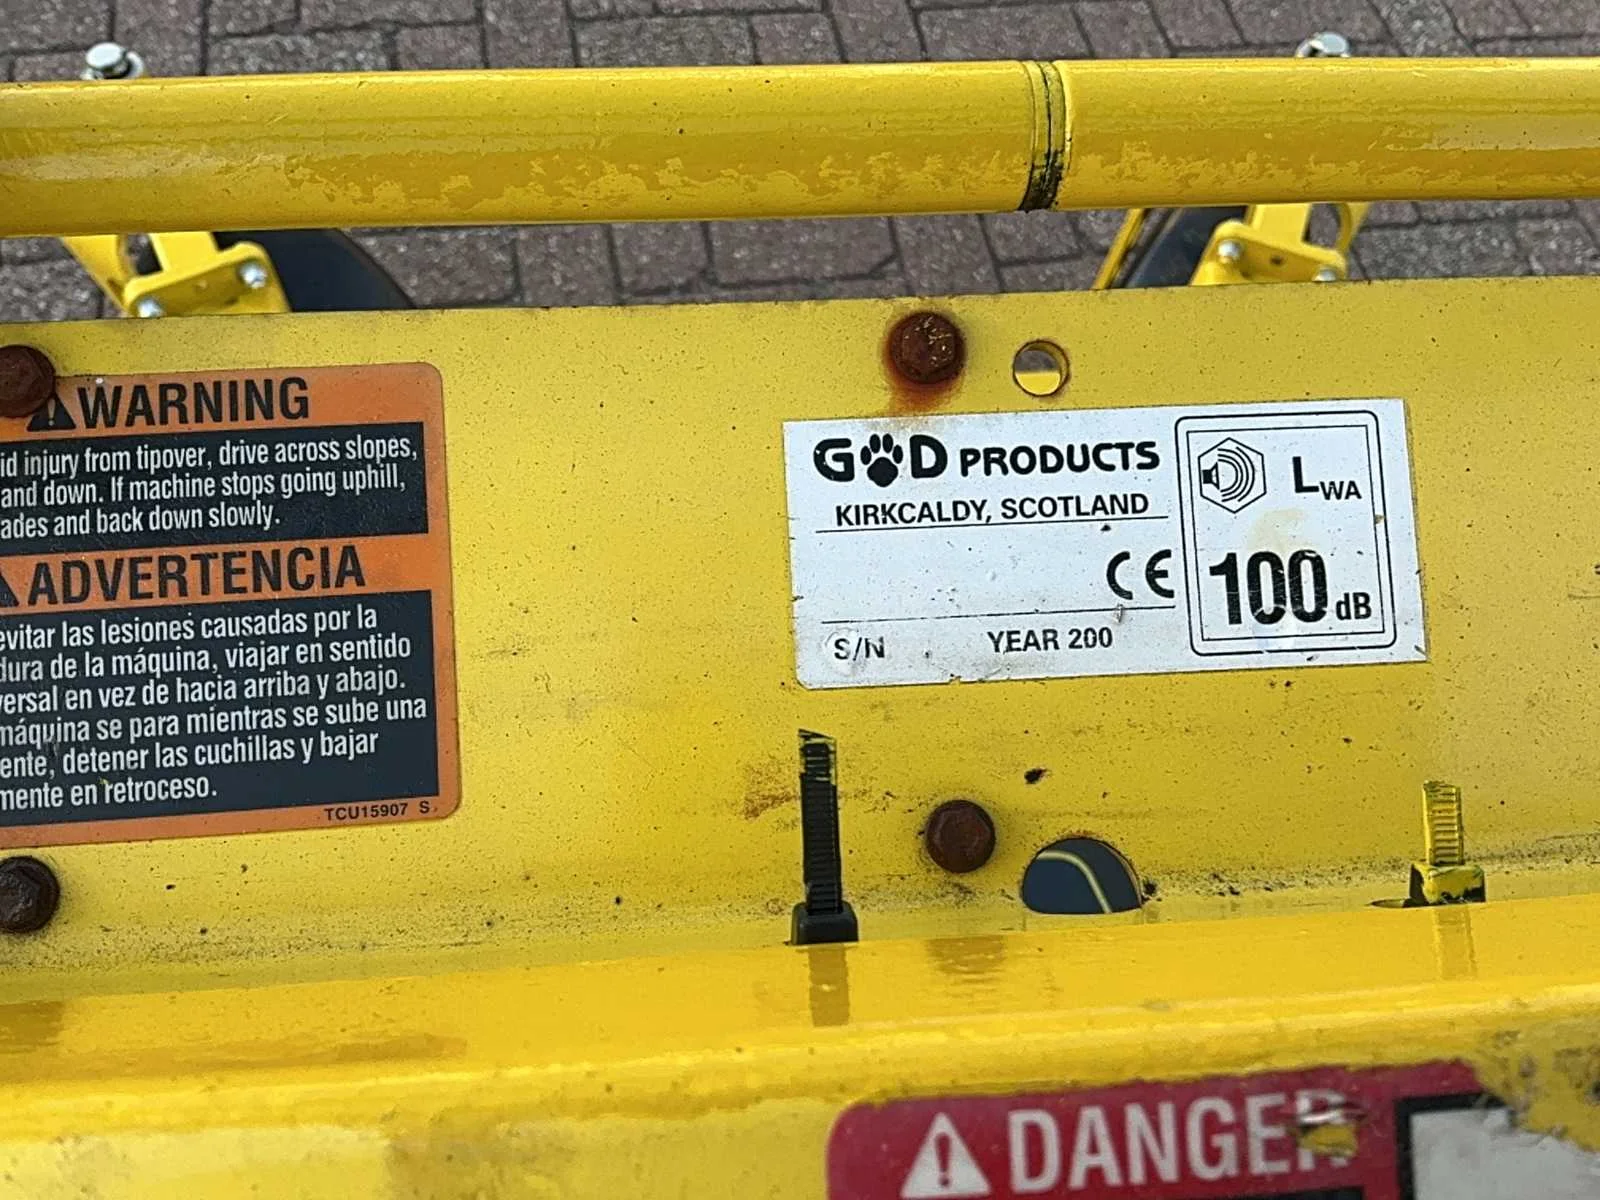 WARNING
id injury from tipover, drive across slopes,
and down. If machine stops going uphill,
ades and back down slowly.
ADVERTENCIA
evitar las lesiones causadas por la
dura de la máquina, viajar en sentido
versal en vez de hacia arriba y abajo.
máquina se para mientras se sube una
ente, detener las cuchillas y bajar
mente en retroceso.
TCU15907 S
G D PRODUCTS
KIRKCALDY, SCOTLAND
CE
S/N YEAR 200
LWA
100 dB
DANGER